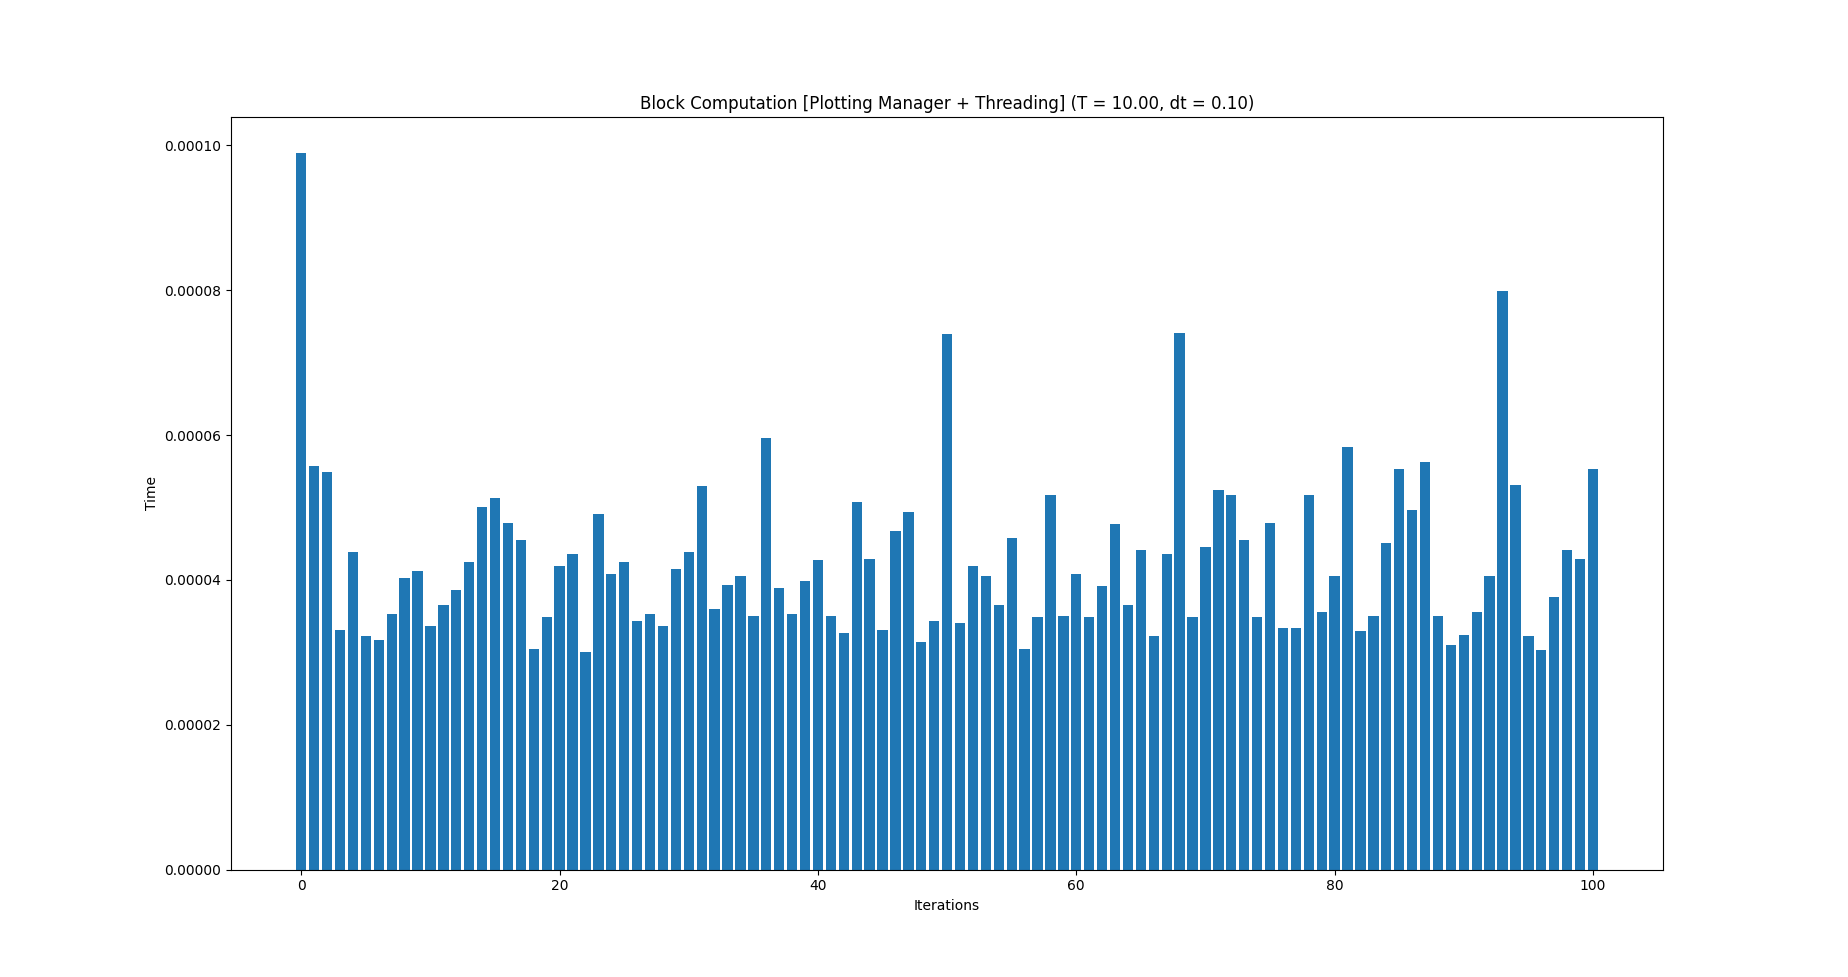 Block Computation [Plotting Manager + Threading] (T = 10.00, dt = 0.10)
0.00010
0.00008
0.00006
0.00004
0.00002
0.00000
Time
0 20 40 60 80 100
Iterations